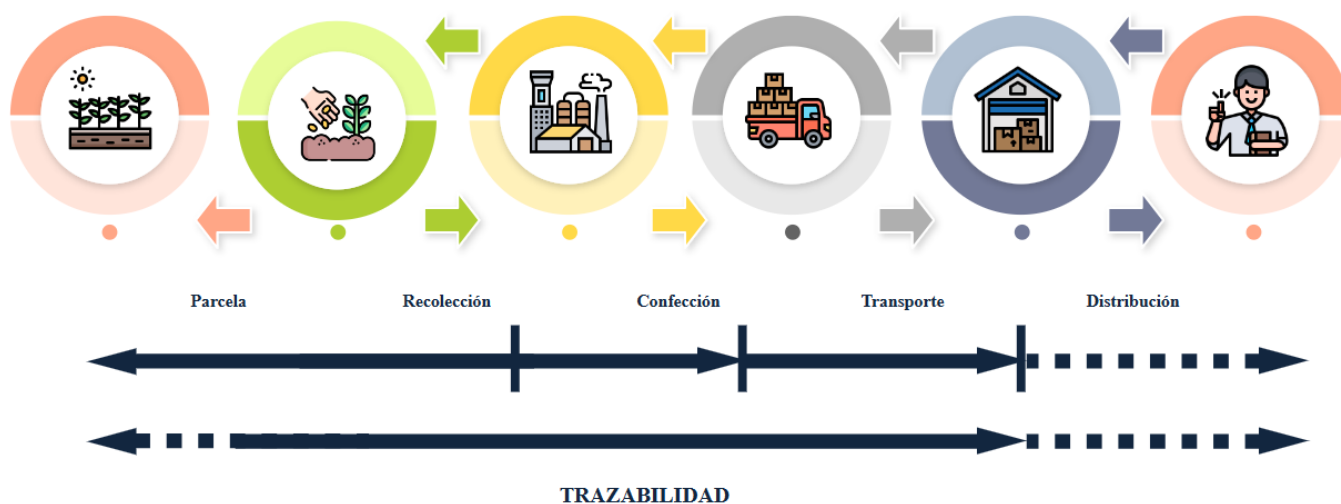 Parcela
Recolección
Confección
Transporte
Distribución
TRAZABILIDAD